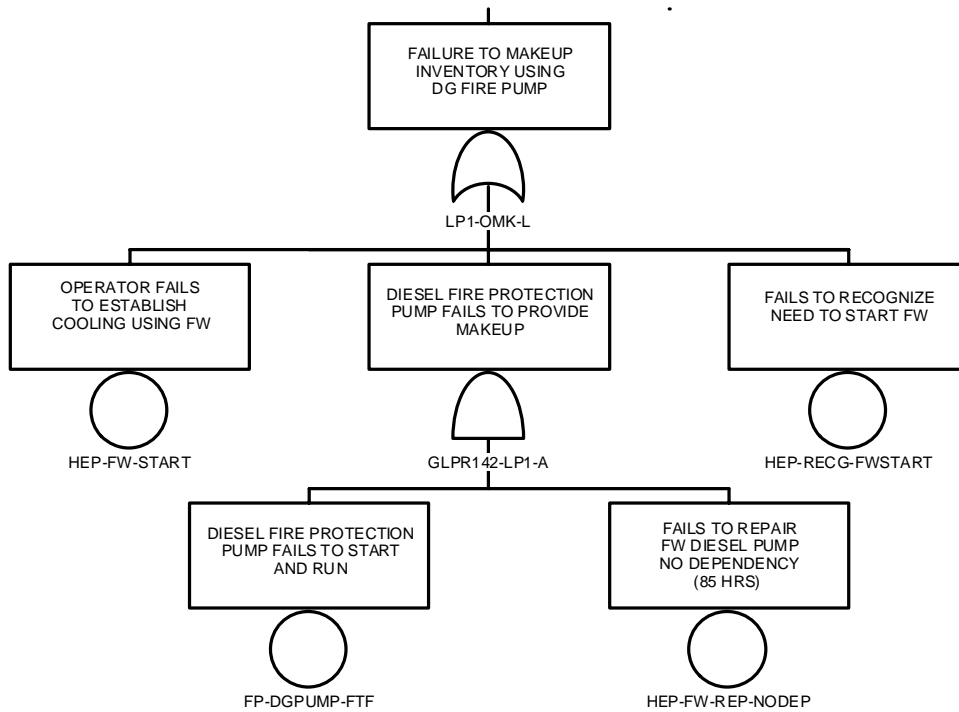 FAILURE TO MAKEUP
INVENTORY USING
DG FIRE PUMP
LP1-OMK-L
OPERATOR FAILS
TO ESTABLISH
COOLING USING FW
DIESEL FIRE PROTECTION
PUMP FAILS TO PROVIDE
MAKEUP
FAILS TO RECOGNIZE
NEED TO START FW
HEP-FW-START
GLPR142-LP1-A
HEP-RECG-FWSTART
DIESEL FIRE PROTECTION
PUMP FAILS TO START
AND RUN
FAILS TO REPAIR
FW DIESEL PUMP
NO DEPENDENCY
(85 HRS)
FP-DGPUMP-FTF
HEP-FW-REP-NODEP